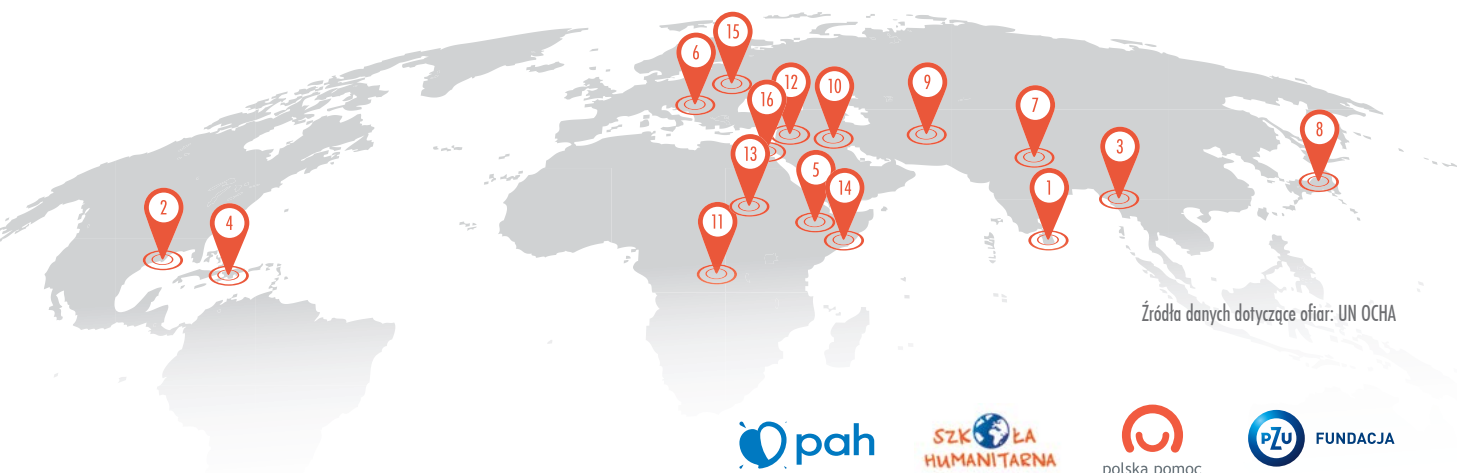 15
6
12
9
10
16
7
8
3
13
5
14
1
2
4
11
Źródła danych dotyczące ofiar: UN OCHA
pah
SZKOŁA
HUMANITARNA
polska pomoc
PZU FUNDACJA